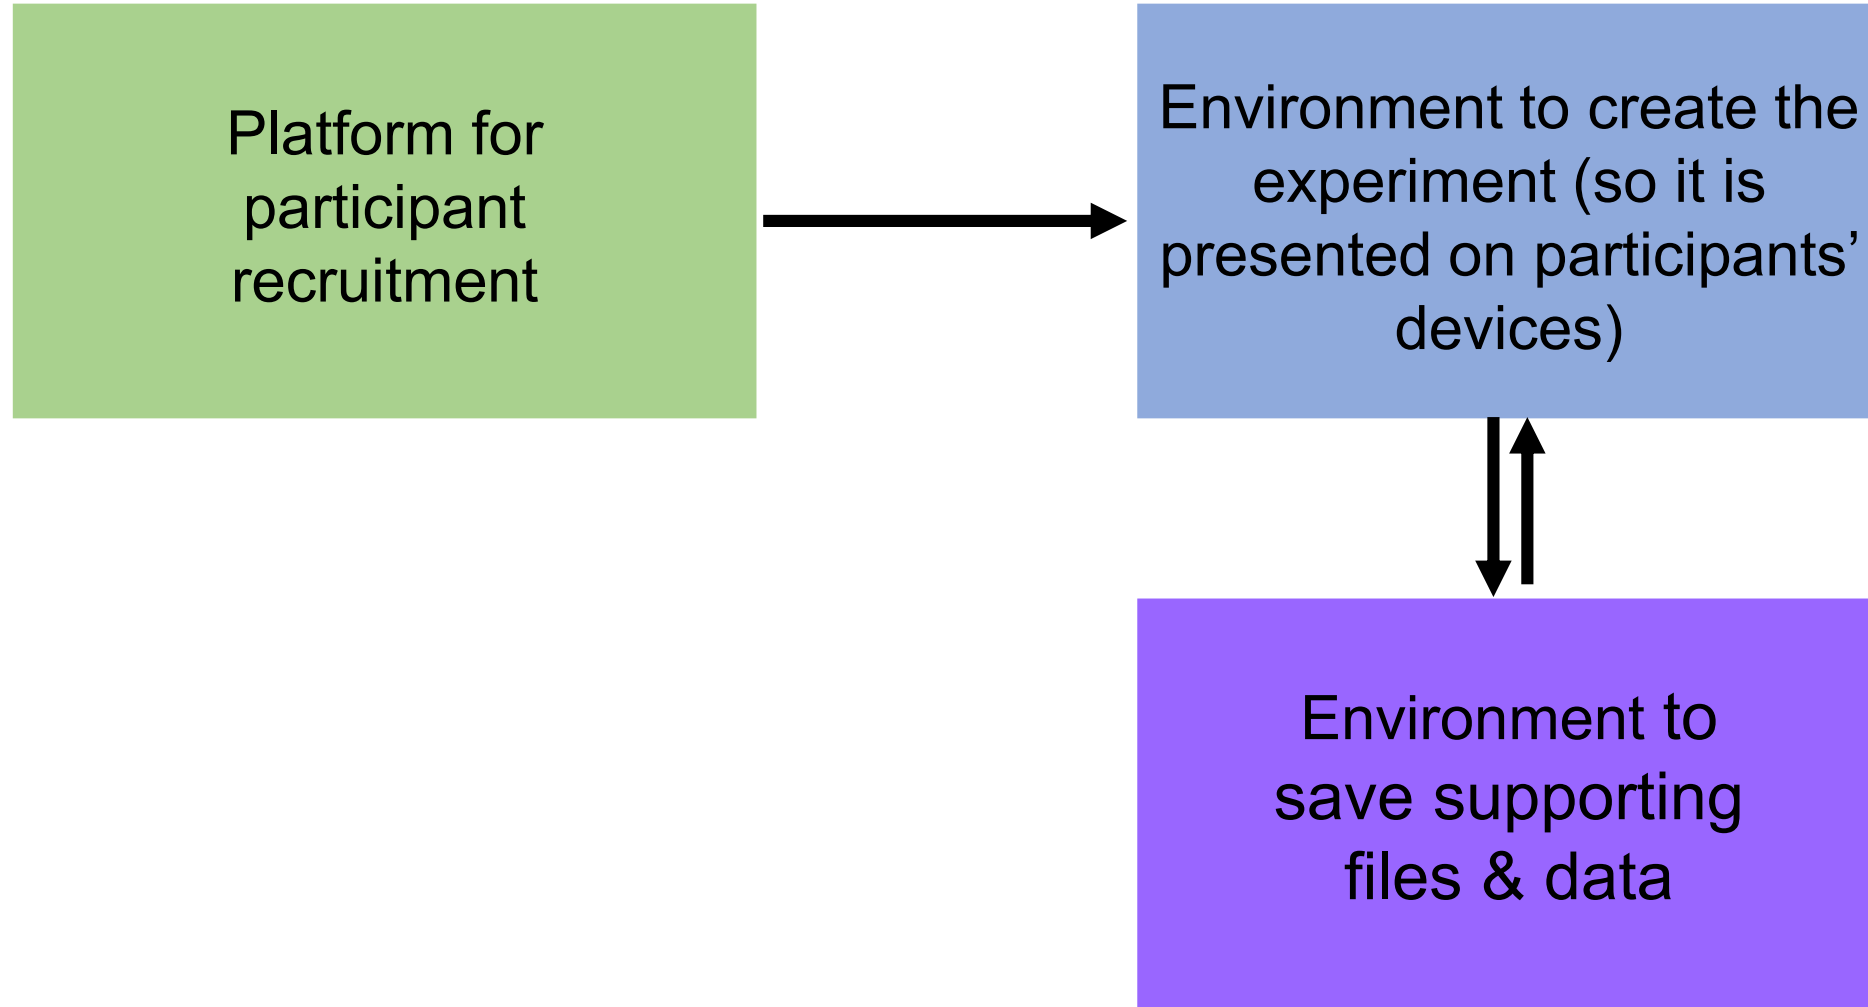 Platform for
participant
recruitment
Environment to create the
experiment (so it is
presented on participants’
devices)
Environment to
save supporting
files & data